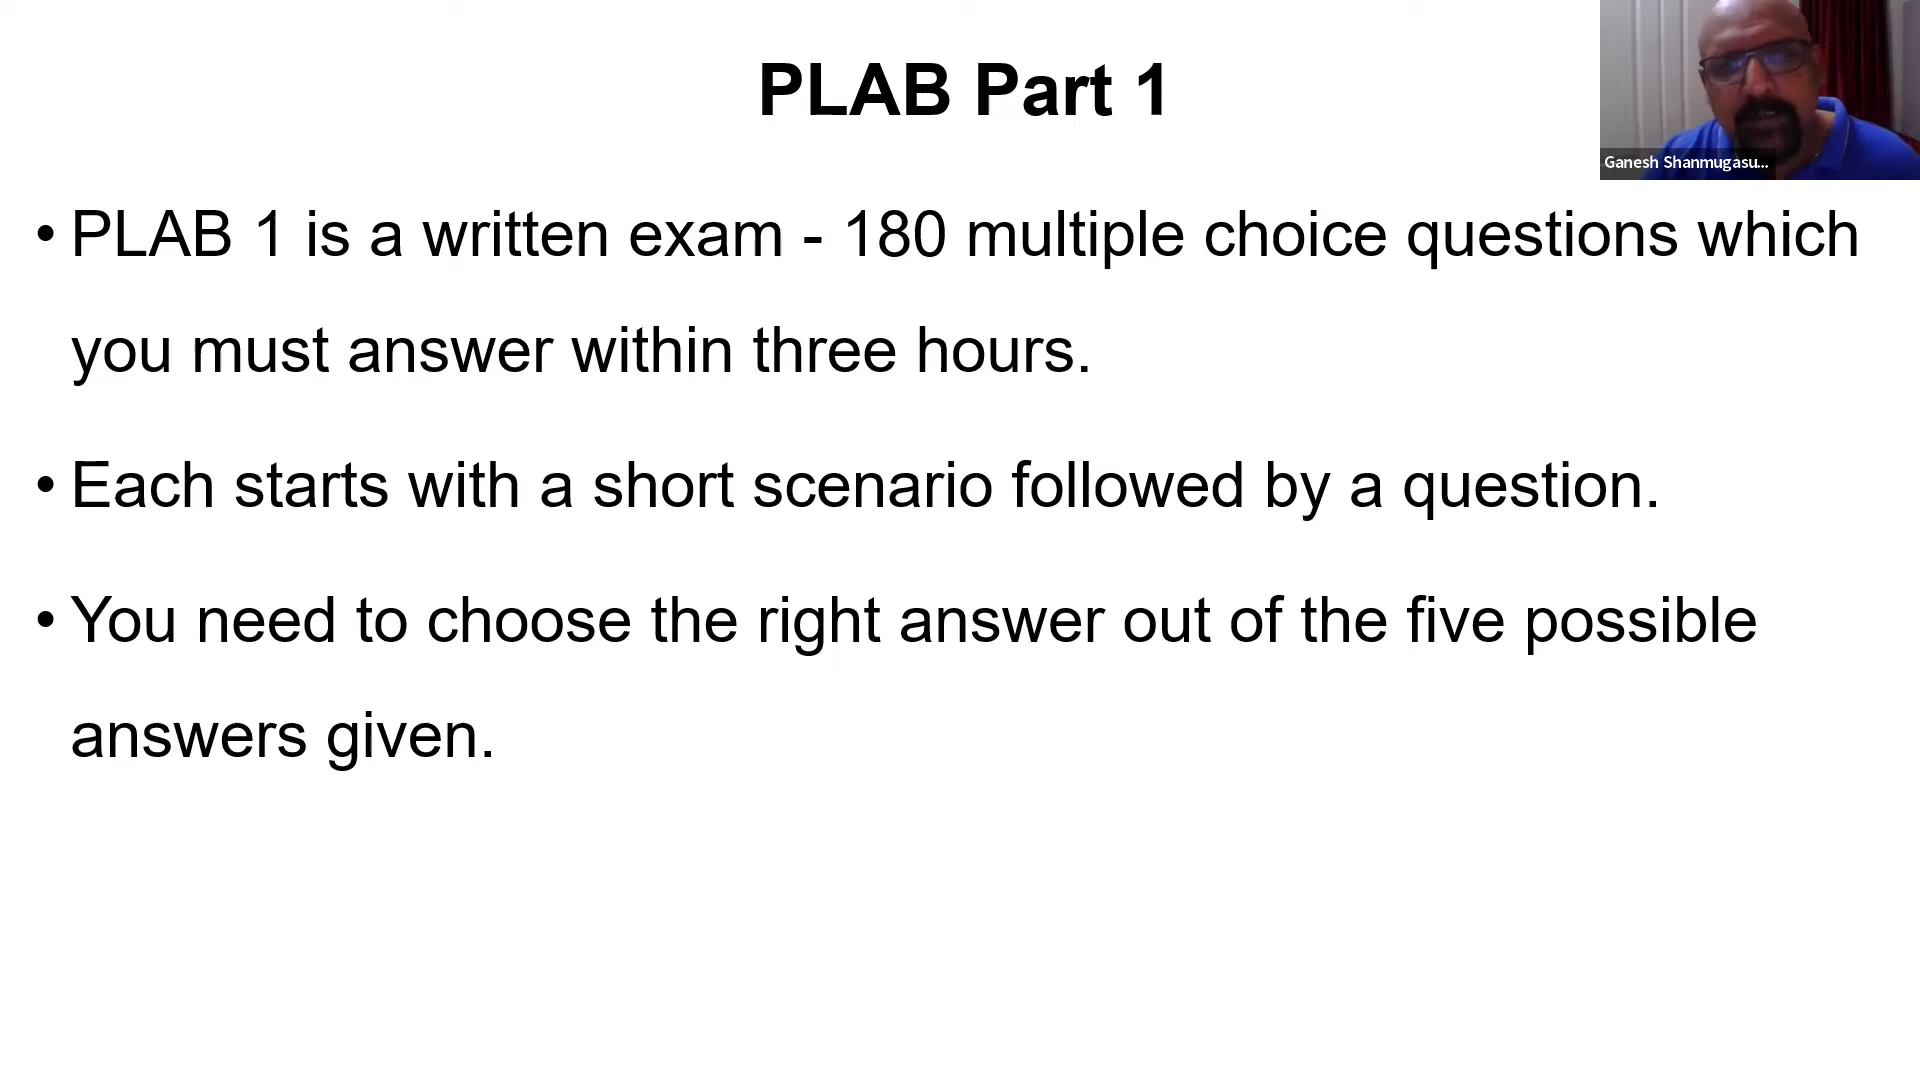 PLAB Part 1
Ganesh Shanmugasu...
• PLAB 1 is a written exam - 180 multiple choice questions which
you must answer within three hours.
• Each starts with a short scenario followed by a question.
• You need to choose the right answer out of the five possible
answers given.